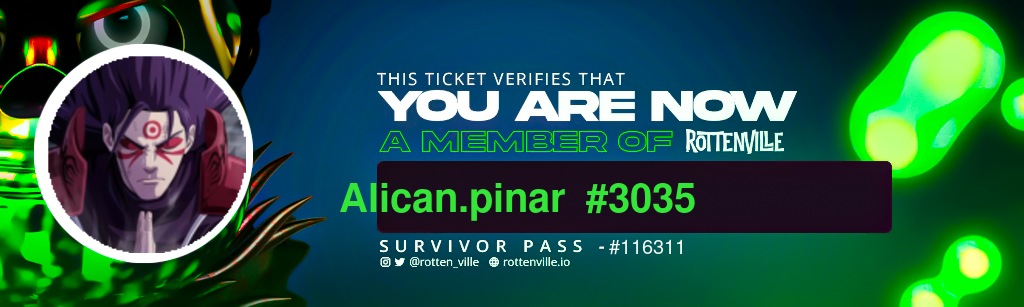 THIS TICKET VERIFIES THAT
YOU ARE NOW
A MEMBER OF ROTTENVILLE
Alican.pinar #3035
SURVIVOR PASS - #116311
@rotten_ville rottenville.io